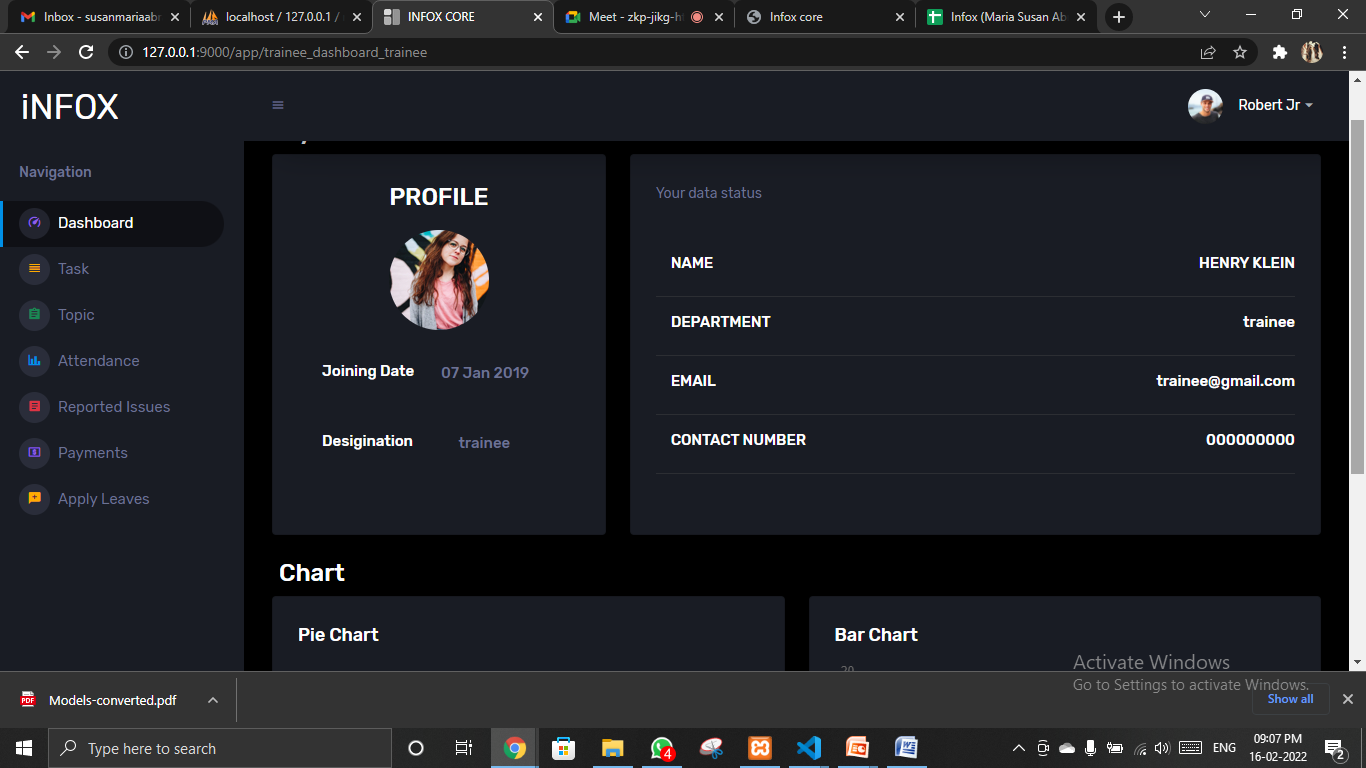 Inbox - susanmariaabr
localhost / 127.0.0.1 /
INFOX CORE
Meet - zkp-jikg-h
Infox core
Infox (Maria Susan Ab
127.0.0.1:9000/app/trainee_dashboard_trainee
iNFOX
Robert Jr
Navigation
Dashboard
Task
Topic
Attendance
Reported Issues
Payments
Apply Leaves
PROFILE
Joining Date 07 Jan 2019
Desigination trainee
Your data status
NAME HENRY KLEIN
DEPARTMENT trainee
EMAIL trainee@gmail.com
CONTACT NUMBER 000000000
Chart
Pie Chart
Bar Chart
20
Activate Windows
Go to Settings to activate Windows.
PDF
Models-converted.pdf
Show all
Type here to search
4
ENG
09:07 PM
16-02-2022
2